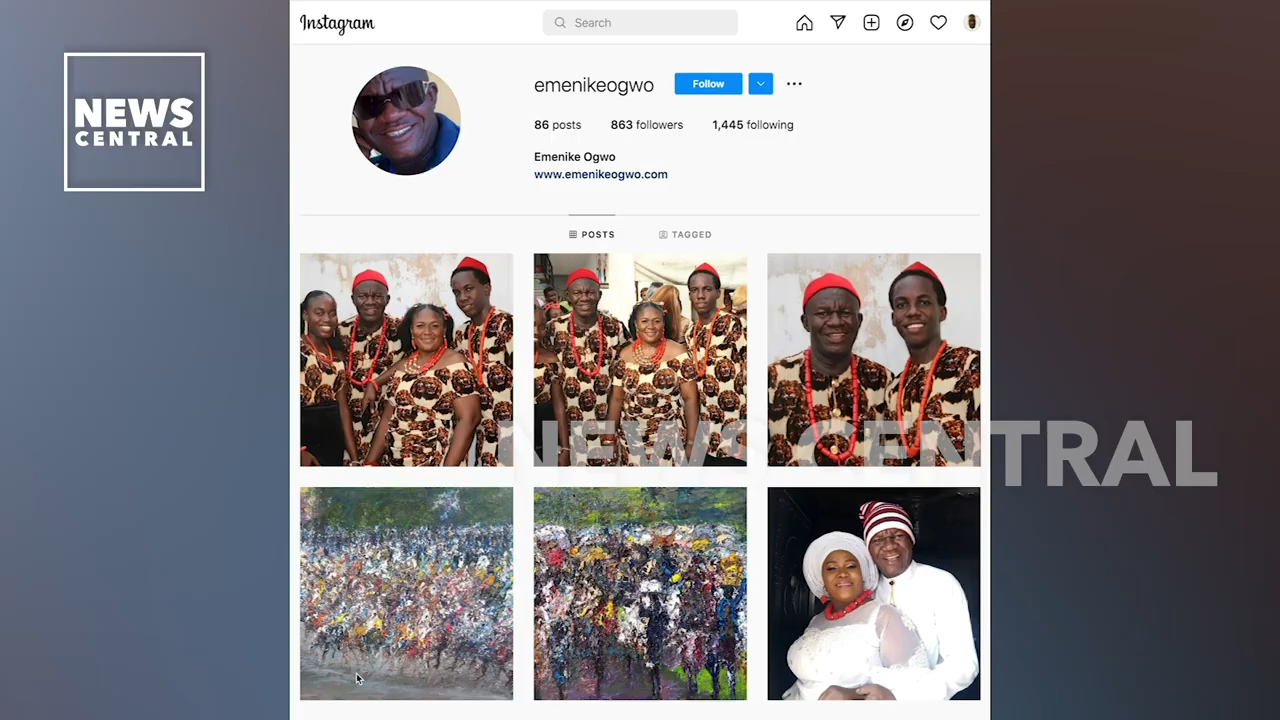 Instagram
Search
NEWS
CENTRAL
emenikeogwo
Follow
86 posts 863 followers 1,445 following
Emenike Ogwo
www.emenikeogwo.com
POSTS TAGGED
NEWS CENTRAL